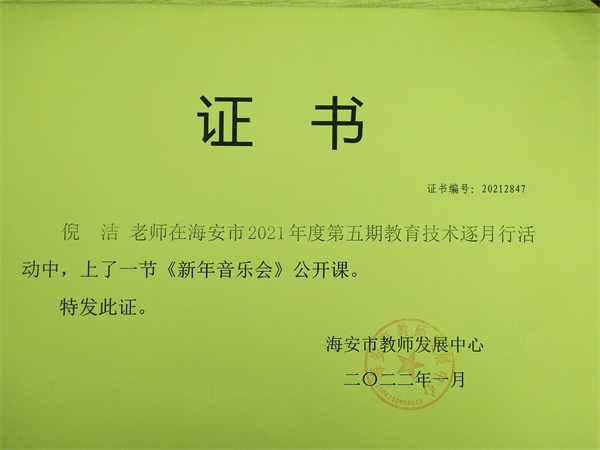 证 书
证书编号：20212847
倪 洁 老师在海安市2021年度第五期教育技术逐月行活
动中，上了一节《新年音乐会》公开课。
特发此证。
海安市教师发展中心
二〇二二年一月